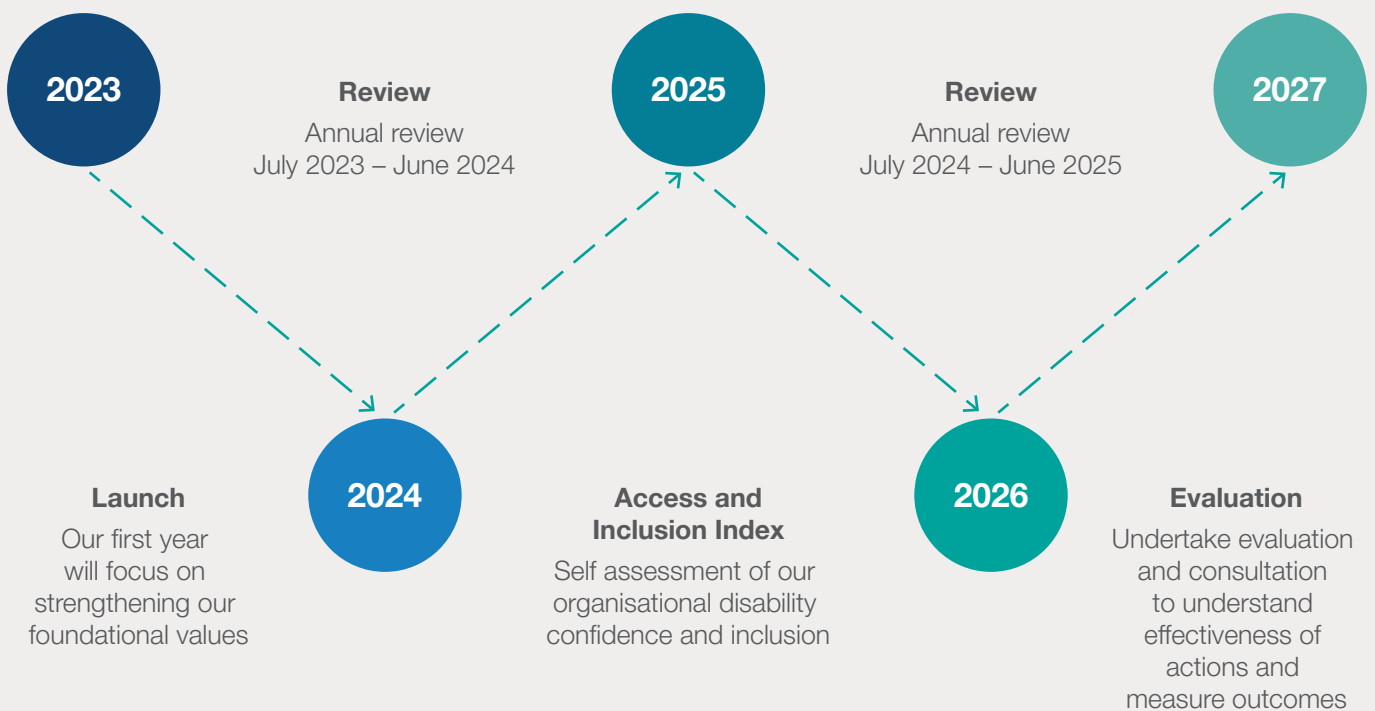 2023
Launch
Our first year
will focus on
strengthening our
foundational values
2024
Review
Annual review
July 2023 – June 2024
2025
Access and
Inclusion Index
Self assessment of our
organisational disability
confidence and inclusion
2026
Review
Annual review
July 2024 – June 2025
2027
Evaluation
Undertake evaluation
and consultation
to understand
effectiveness of
actions and
measure outcomes